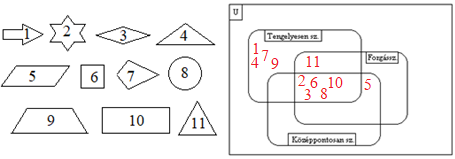 1 2 3 4
5 6 7 8
9 10 11
U
Tengelyesen sz.
Forgássz.
1 7
4 9 11
2 6 10 5
3 8
Középpontosan sz.